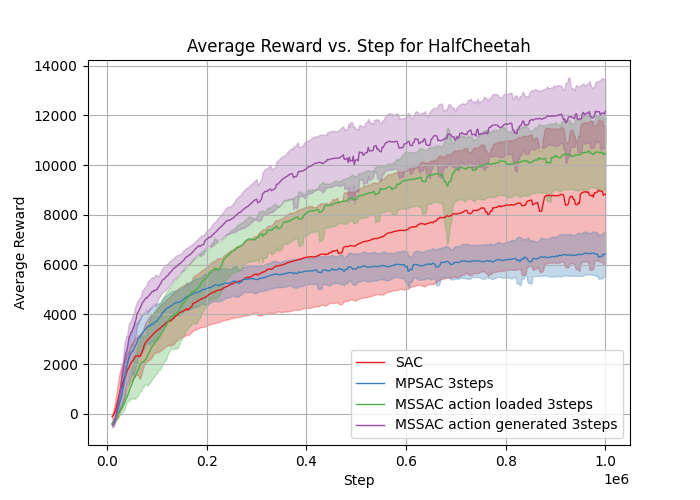 Average Reward vs. Step for HalfCheetah
14000
12000
10000
8000
6000
4000
2000
0
Average Reward
SAC
MPSAC 3steps
MSSAC action loaded 3steps
MSSAC action generated 3steps
0.0 0.2 0.4 0.6 0.8 1.0
1e6
Step